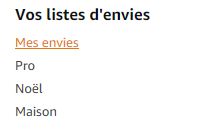 Vos listes d'envies
Mes envies
Pro
Noël
Maison